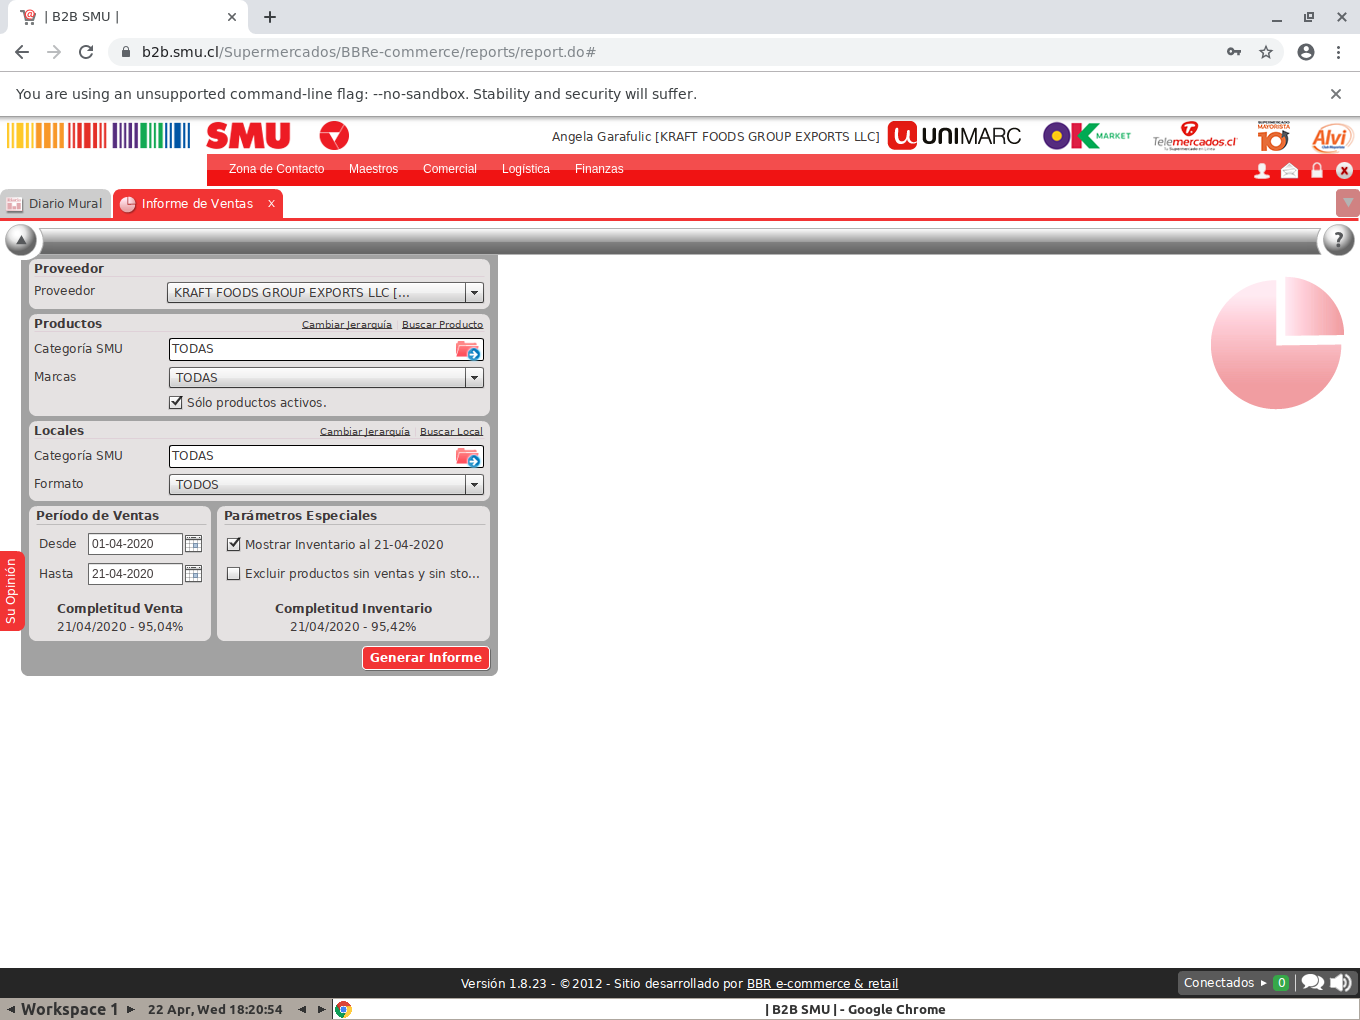 | B2B SMU |
b2b.smu.cl/Supermercados/BBRe-commerce/reports/report.do#
You are using an unsupported command-line flag: --no-sandbox. Stability and security will suffer.
SMU
Angela Garafulic [KRAFT FOODS GROUP EXPORTS LLC]
UNIMARC
OK MARKET
Telemercados.cl
MAYORISTA 10
Alvi
Zona de Contacto Maestros Comercial Logística Finanzas
Diario Mural
Informe de Ventas x
Proveedor
Proveedor KRAFT FOODS GROUP EXPORTS LLC [...
Productos Cambiar Jerarquía | Buscar Producto
Categoría SMU TODAS
Marcas TODAS
Sólo productos activos.
Locales Cambiar Jerarquía | Buscar Local
Categoría SMU TODAS
Formato TODOS
Período de Ventas
Desde 01-04-2020
Hasta 21-04-2020
Completitud Venta
21/04/2020 - 95,04%
Parámetros Especiales
Mostrar Inventario al 21-04-2020
Excluir productos sin ventas y sin sto...
Completitud Inventario
21/04/2020 - 95,42%
Generar Informe
Su Opinión
Versión 1.8.23 - ©2012 - Sitio desarrollado por BBR e-commerce & retail
Conectados 0
Workspace 1
22 Apr, Wed 18:20:54
| B2B SMU | - Google Chrome